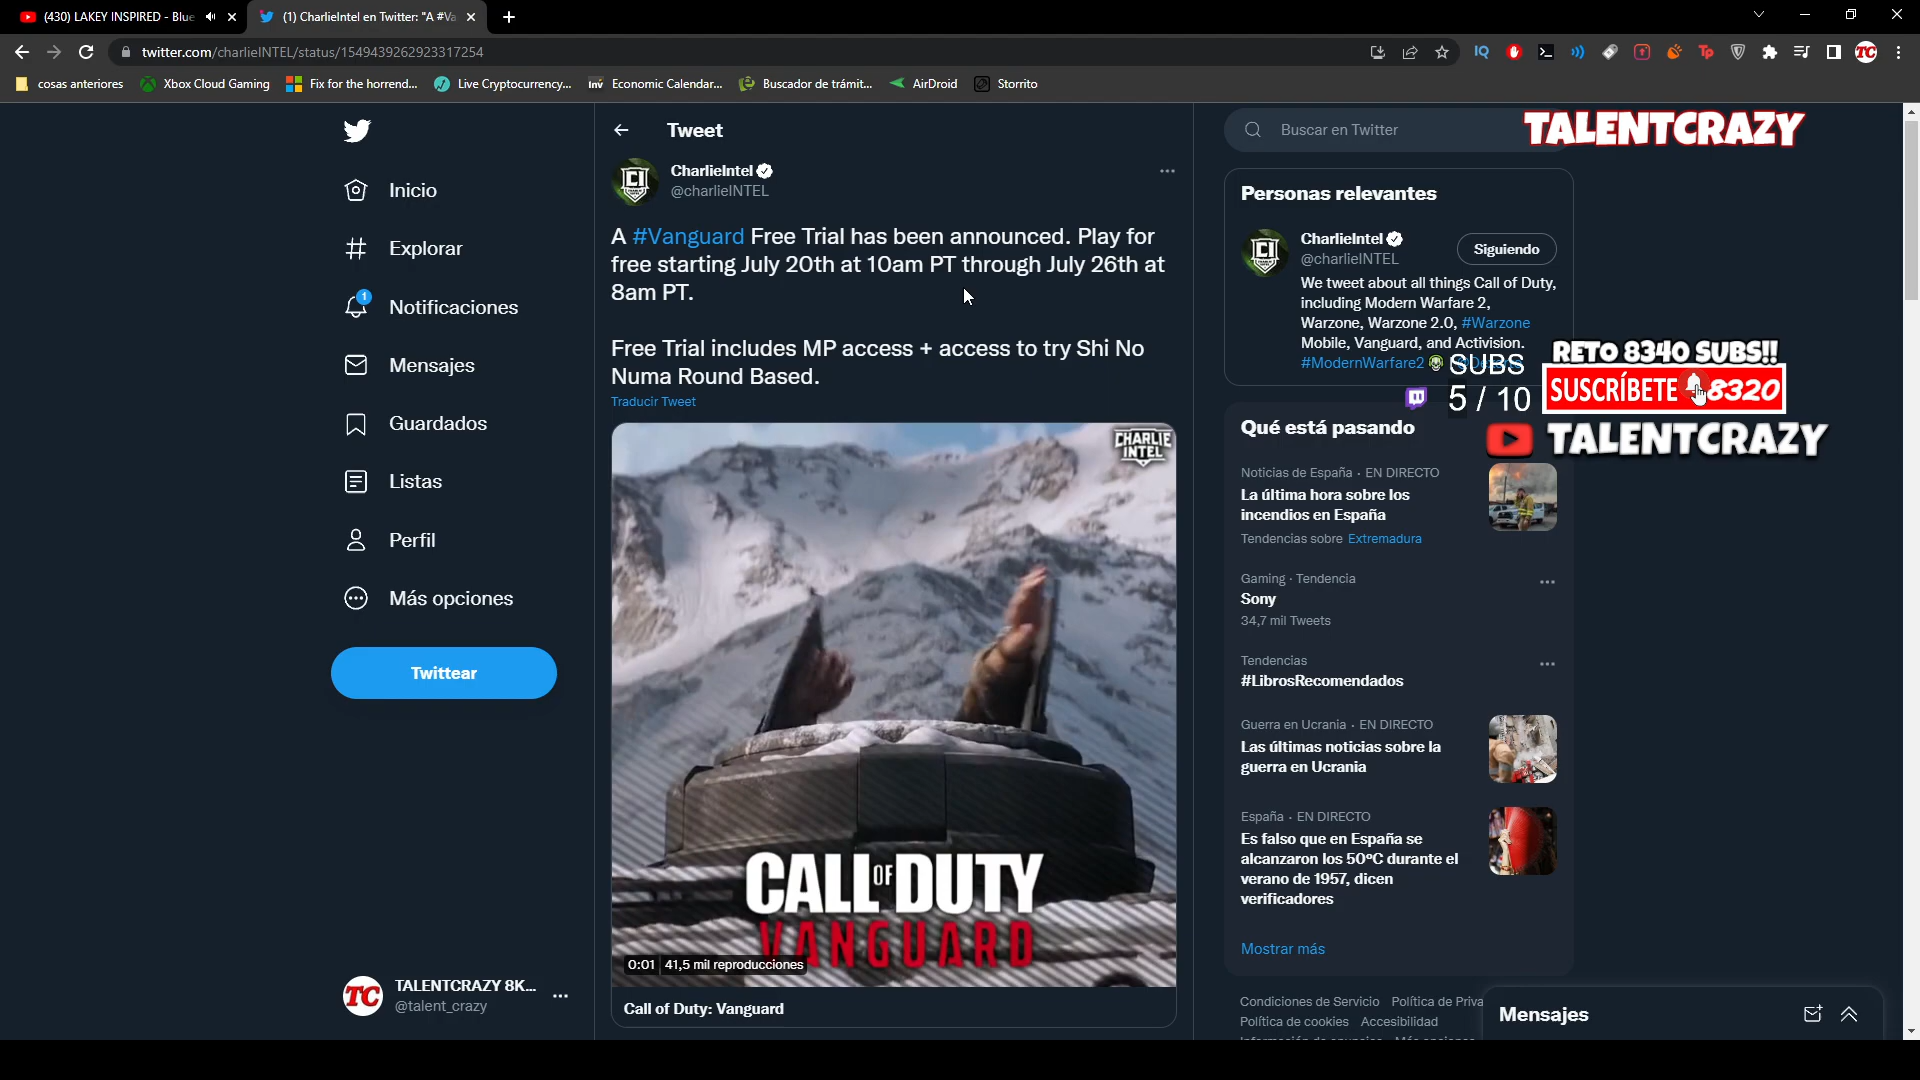 (430) LAKEY INSPIRED - Blue
(1) CharlieIntel en Twitter: "A #Va
twitter.com/charlieINTEL/status/1549439262923317254
cosas anteriores
Xbox Cloud Gaming
Fix for the horrend...
Live Cryptocurrency...
Economic Calendar...
Buscador de trámit...
AirDroid
Storrito
Inicio
Explorar
1
Notificaciones
Mensajes
Guardados
Listas
Perfil
Más opciones
Twittear
TC
TALENTCRAZY 8K...
@talent_crazy
Tweet
CharlieIntel
@charlieINTEL
A #Vanguard Free Trial has been announced. Play for
free starting July 20th at 10am PT through July 26th at
8am PT.
Free Trial includes MP access + access to try Shi No
Numa Round Based.
Traducir Tweet
CHARLIE
INTEL
CALL OF DUTY
VANGUARD
0:01
41,5 mil reproducciones
Call of Duty: Vanguard
Buscar en Twitter
TALENTCRAZY
Personas relevantes
CharlieIntel
@charlieINTEL
Siguiendo
We tweet about all things Call of Duty,
including Modern Warfare 2,
Warzone, Warzone 2.0, #Warzone
Mobile, Vanguard, and Activision.
#ModernWarfare2
SUBS
5 / 10
RETO 8340 SUBS!!
SUSCRÍBETE 8320
TALENTCRAZY
Qué está pasando
Noticias de España · EN DIRECTO
La última hora sobre los
incendios en España
Tendencias sobre Extremadura
Gaming · Tendencia
Sony
34,7 mil Tweets
Tendencias
#LibrosRecomendados
Guerra en Ucrania · EN DIRECTO
Las últimas noticias sobre la
guerra en Ucrania
España · EN DIRECTO
Es falso que en España se
alcanzaron los 50ºC durante el
verano de 1957, dicen
verificadores
Mostrar más
Condiciones de Servicio Política de Priva
Política de cookies Accesibilidad
Mensajes